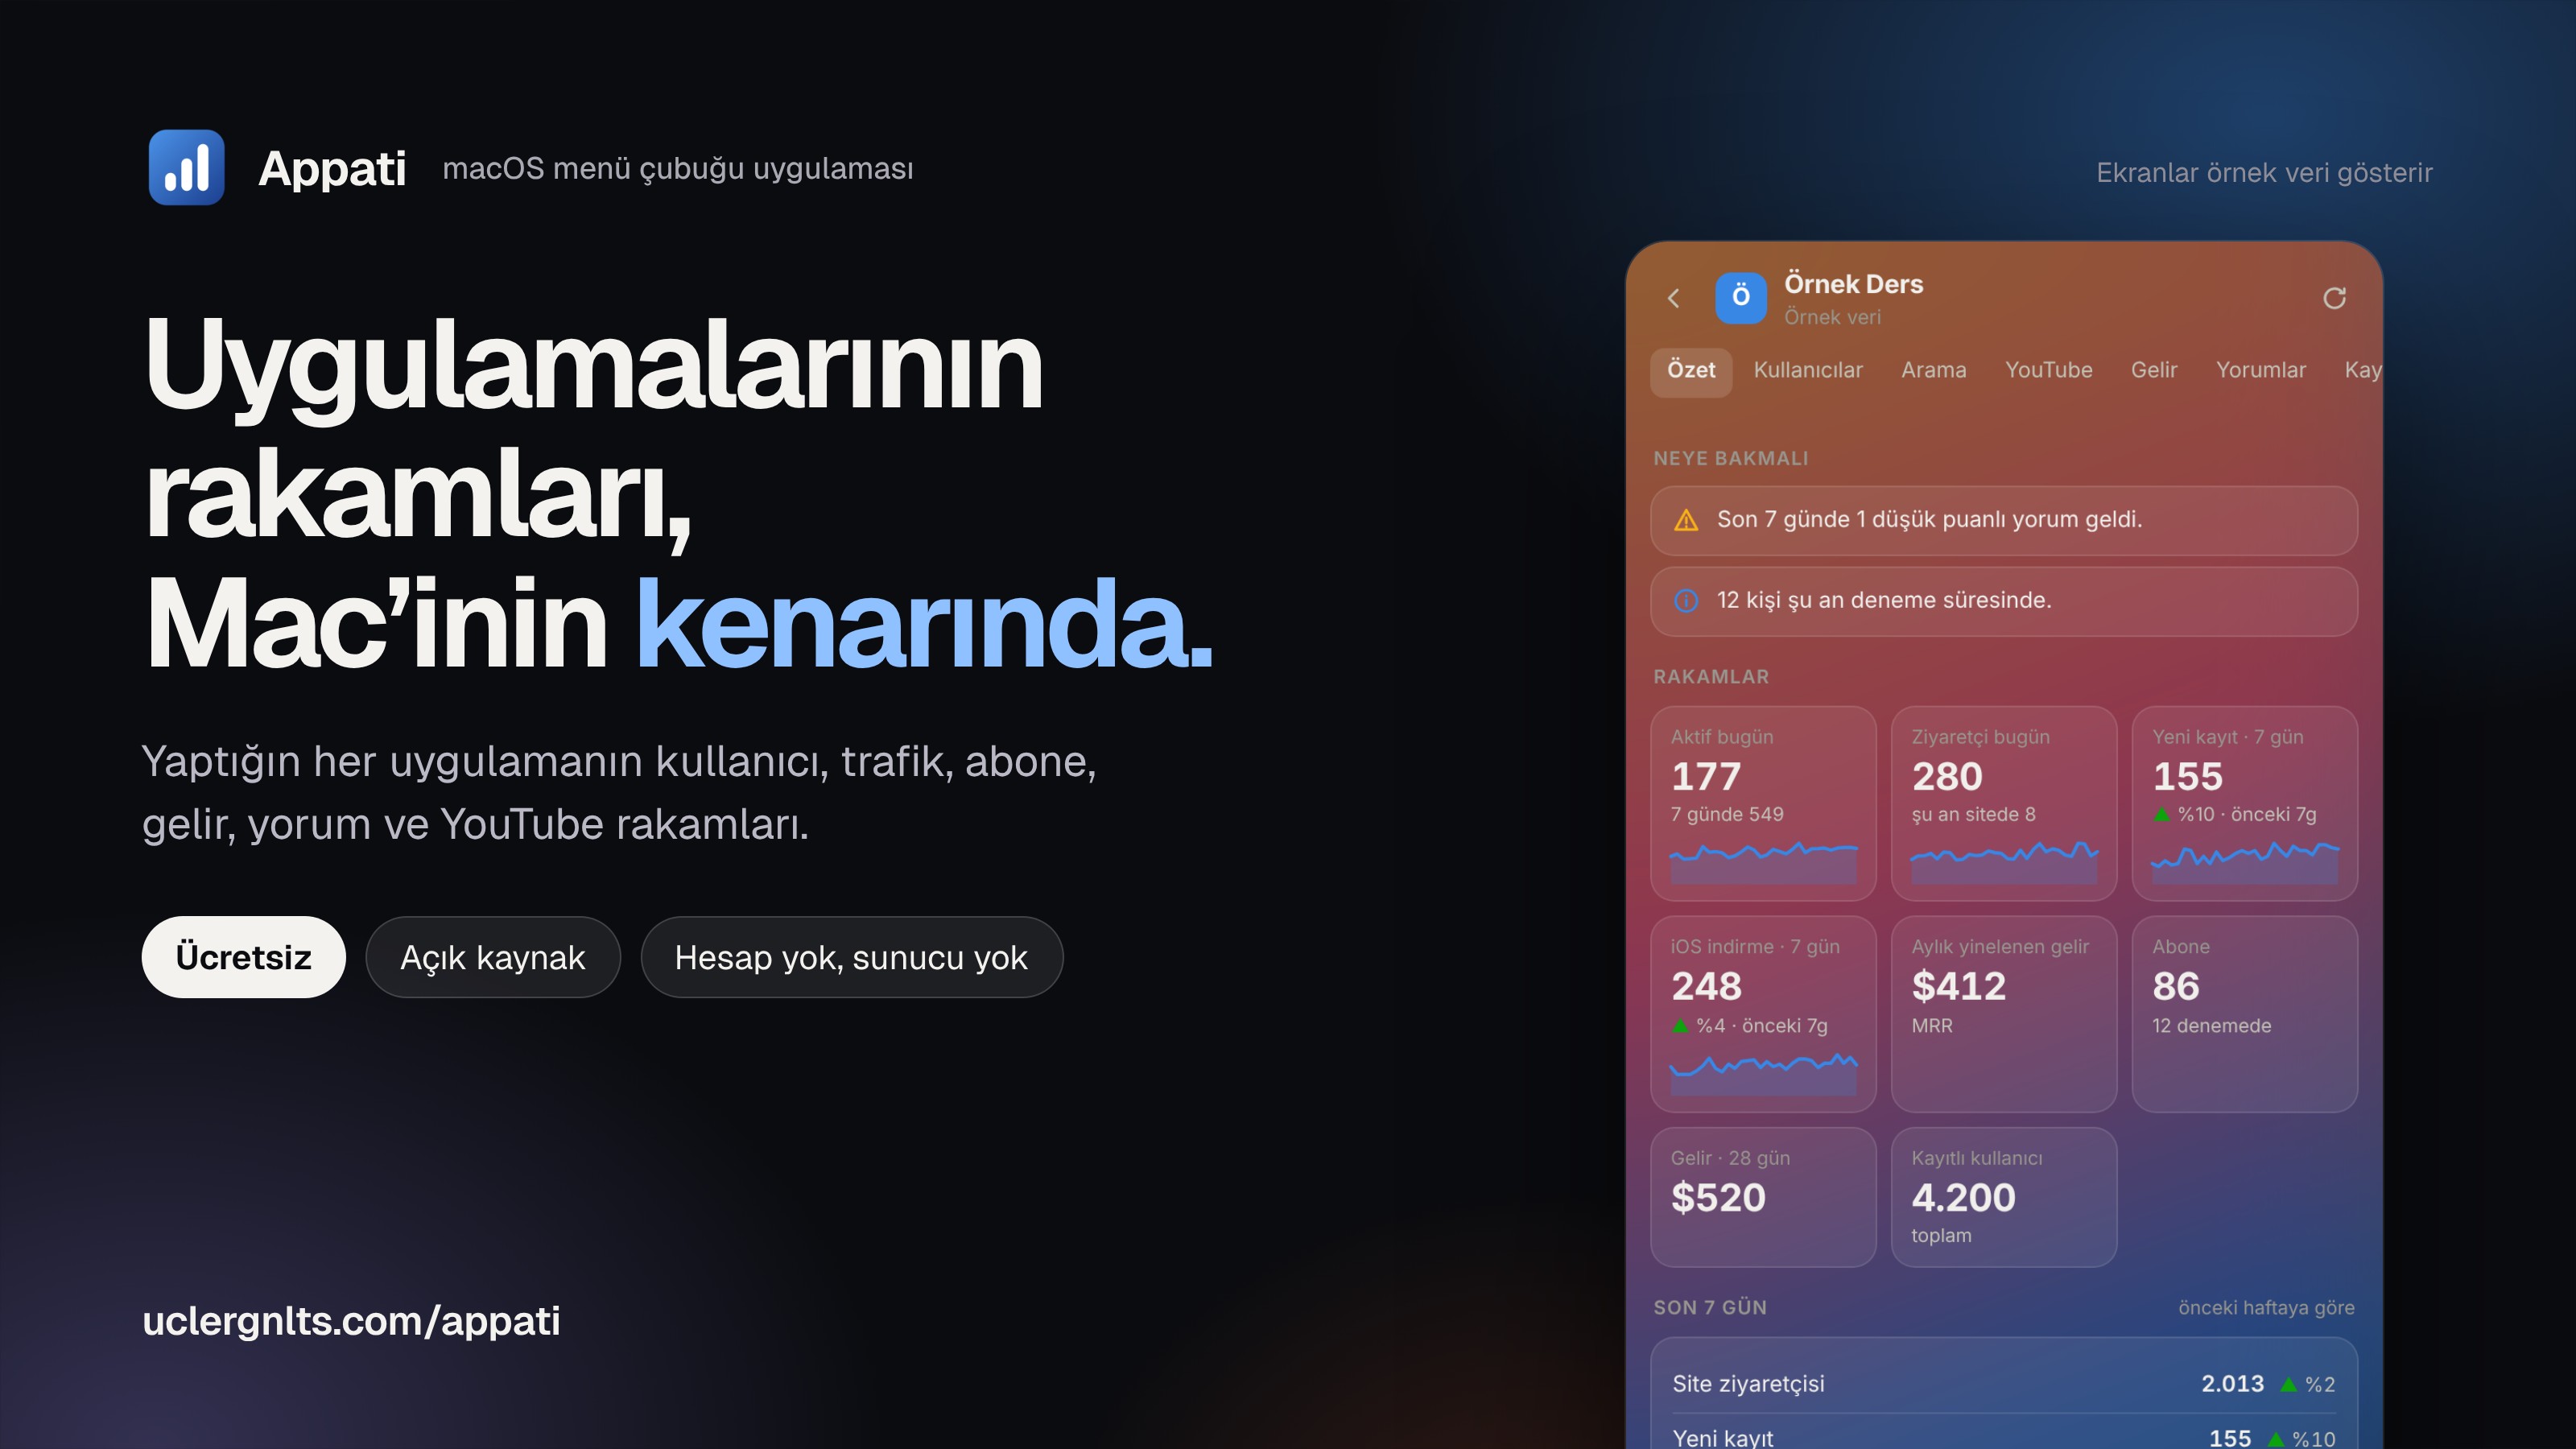 Appati
macOS menü çubuğu uygulaması
Ekranlar örnek veri gösterir
Uygulamalarının
rakamları,
Mac’inin kenarında.
Yaptığın her uygulamanın kullanıcı, trafik, abone,
gelir, yorum ve YouTube rakamları.
Ücretsiz
Açık kaynak
Hesap yok, sunucu yok
uclergnlts.com/appati
Ö
Örnek Ders
Örnek veri
Özet Kullanıcılar Arama YouTube Gelir Yorumlar Kay
NEYE BAKMALI
Son 7 günde 1 düşük puanlı yorum geldi.
12 kişi şu an deneme süresinde.
RAKAMLAR
Aktif bugün
177
7 günde 549
Ziyaretçi bugün
280
şu an sitede 8
Yeni kayıt · 7 gün
155
▲ %10 · önceki 7g
iOS indirme · 7 gün
248
▲ %4 · önceki 7g
Aylık yinelenen gelir
$412
MRR
Abone
86
12 denemede
Gelir · 28 gün
$520
Kayıtlı kullanıcı
4.200
toplam
SON 7 GÜN önceki haftaya göre
Site ziyaretçisi 2.013 ▲ %2
Yeni kayıt 155 ▲ %10